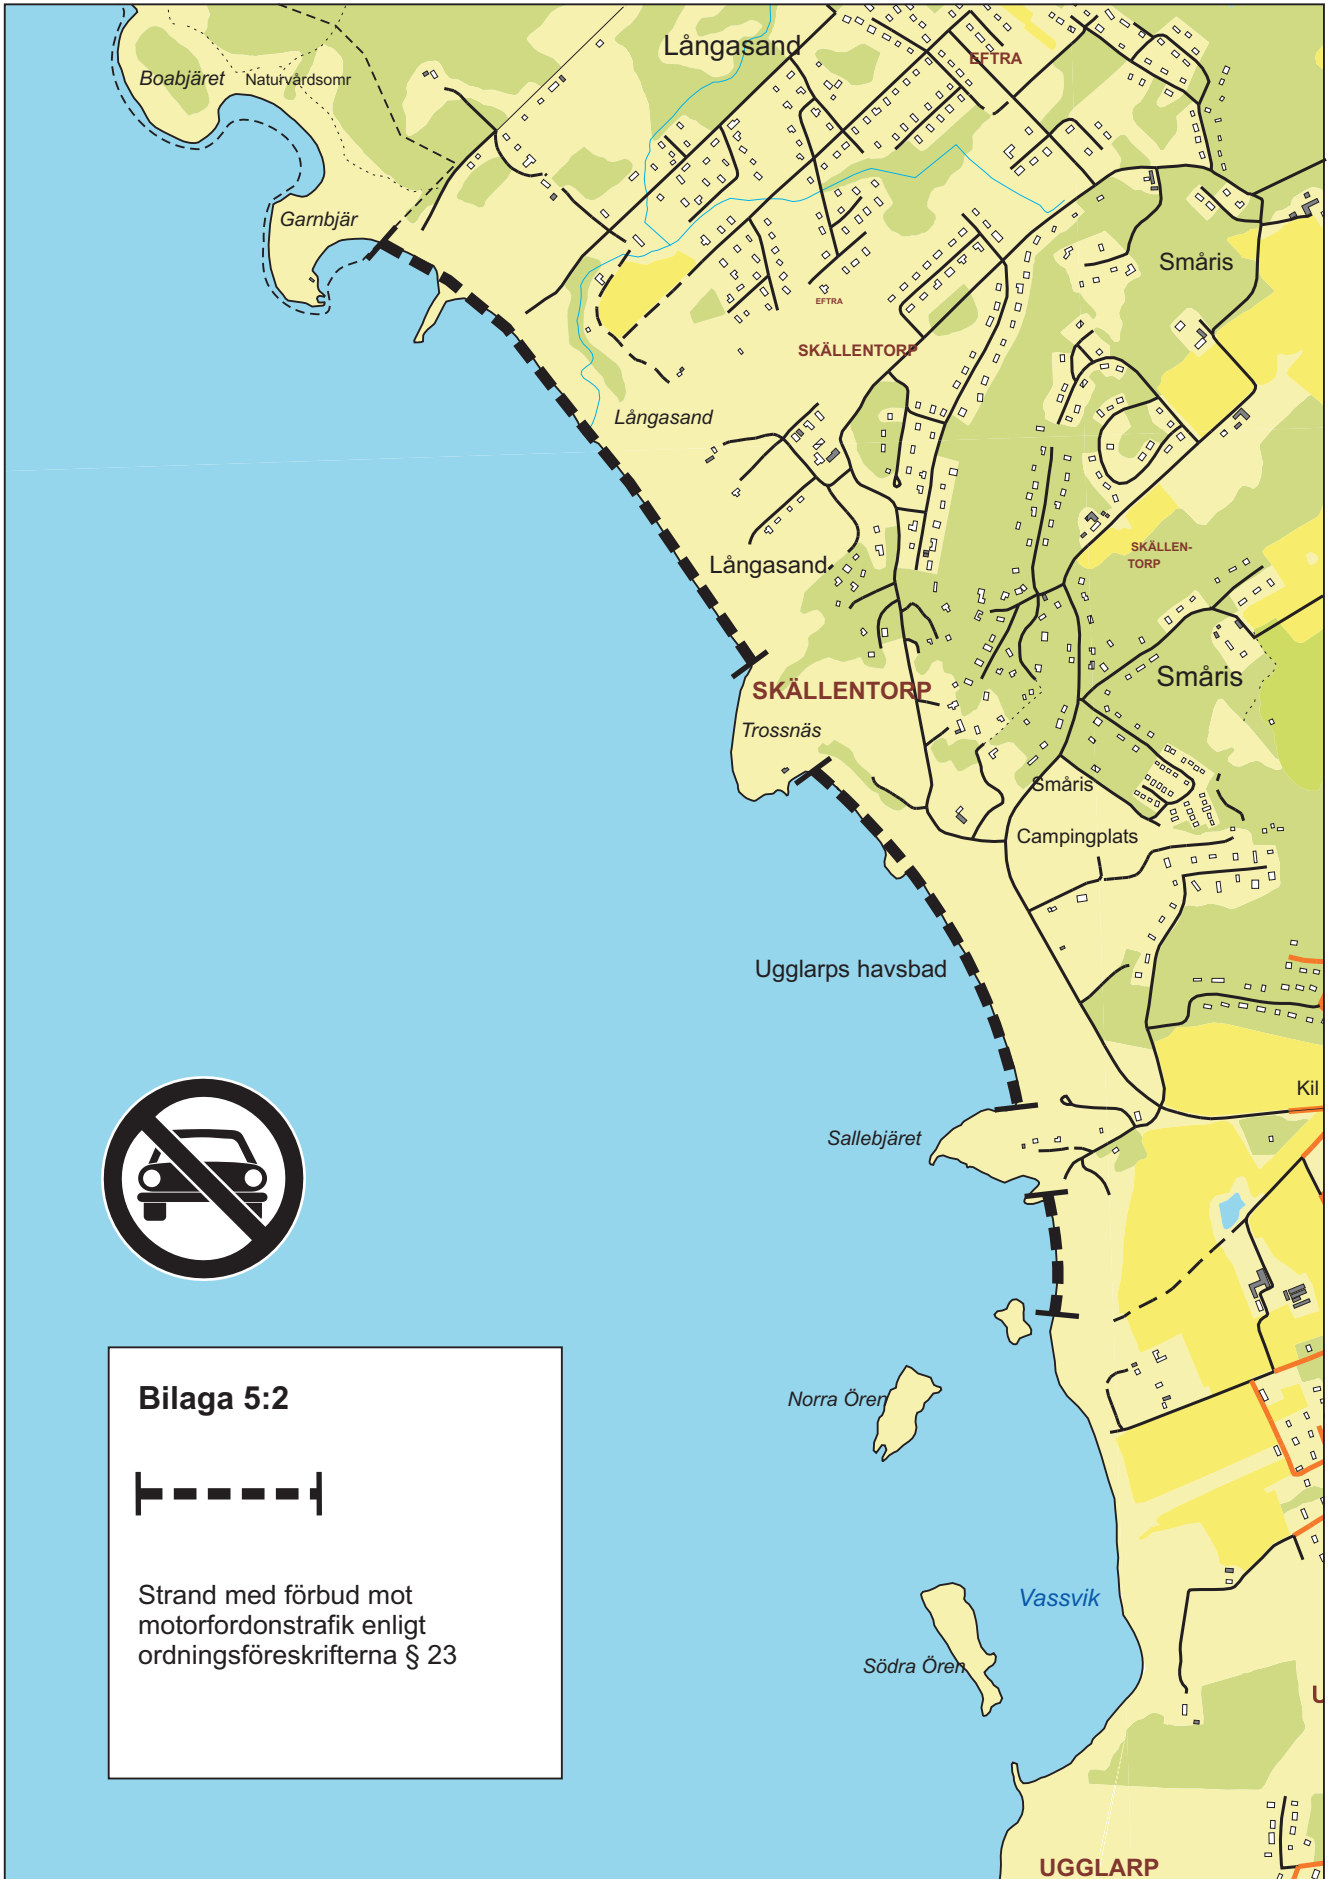 Långasand
EFTRA
Boabjäret
Naturvårdsomr
Garnbjär
Småris
EFTRA
SKÄLLENTORP
Långasand
SKÄLLEN-
TORP
Långasand
Småris
SKÄLLENTORP
Trossnäs
Småris
Campingplats
Ugglarps havsbad
Kil
Sallebjäret
Bilaga 5:2
Norra Ören
Strand med förbud mot
motorfordonstrafik enligt
ordningsföreskrifterna § 23
Vassvik
Södra Ören
U
UGGLARP